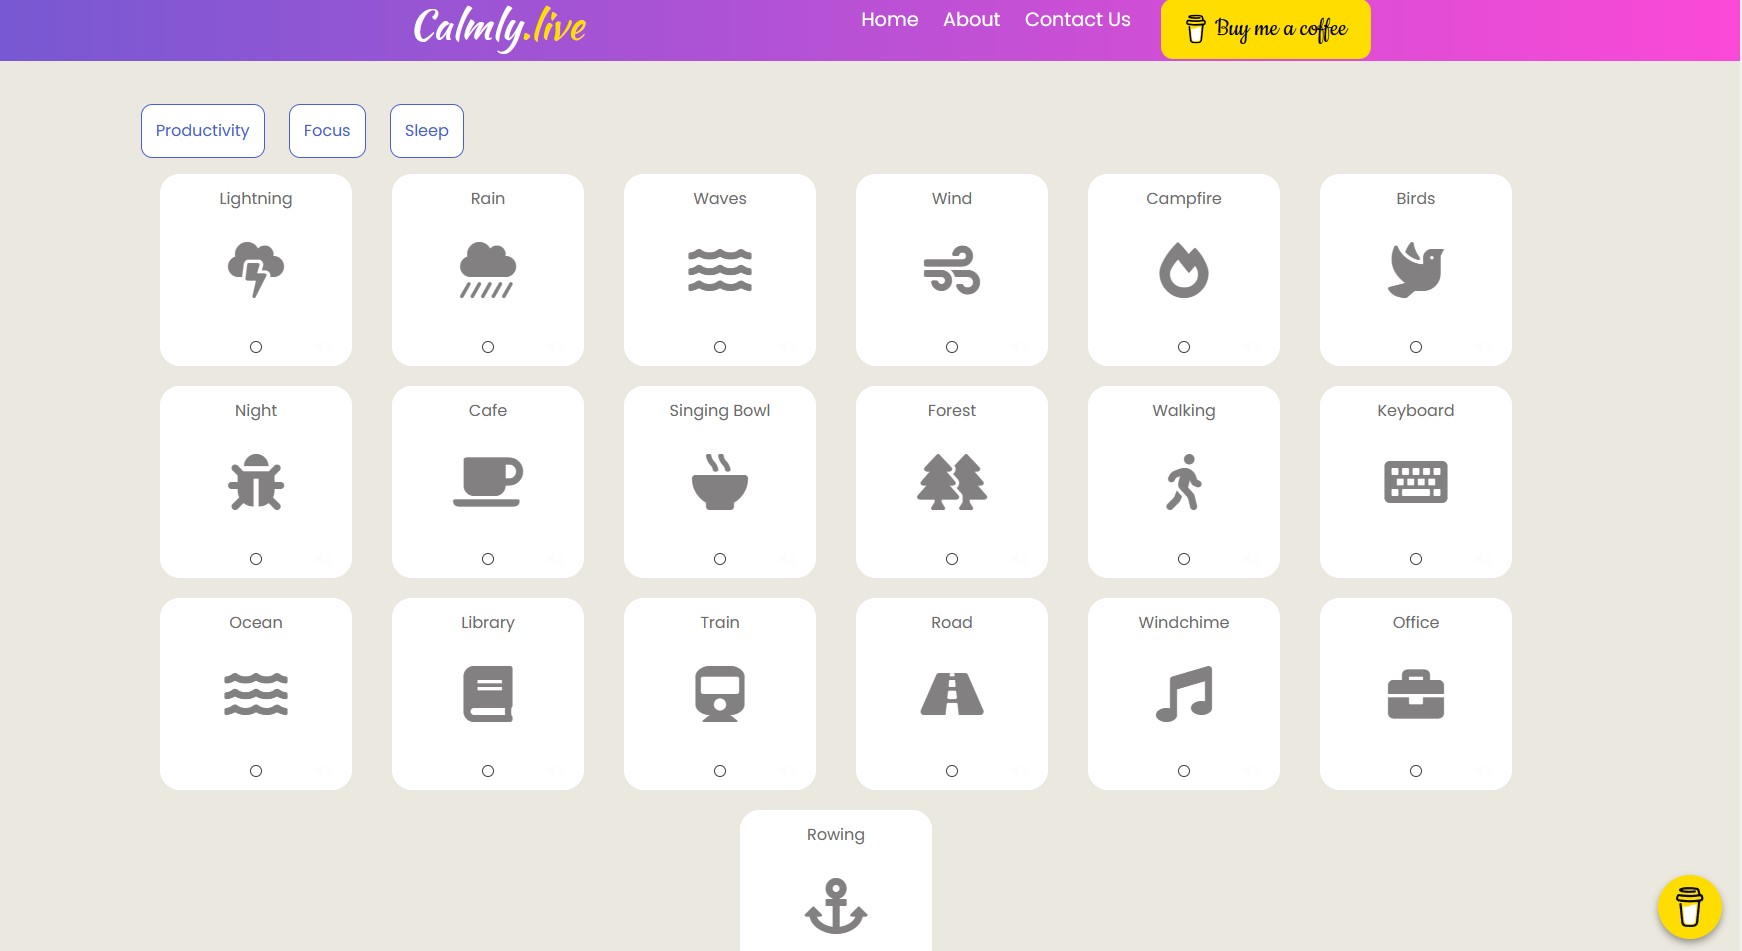 Calmly.live
Home About Contact Us
Buy me a coffee
Productivity Focus Sleep
Lightning Rain Waves Wind Campfire Birds
Night Cafe Singing Bowl Forest Walking Keyboard
Ocean Library Train Road Windchime Office
Rowing